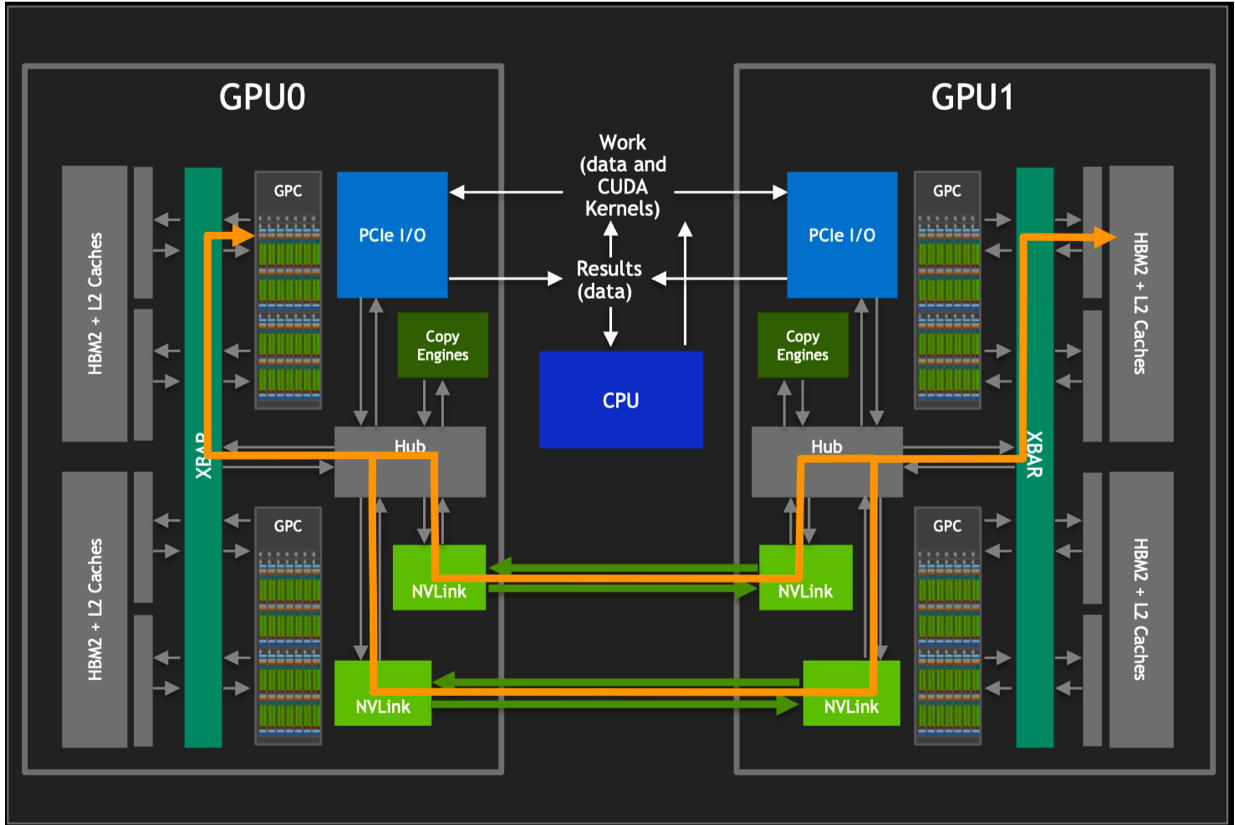 GPU0
GPU1
Work
(data and
CUDA
Kernels)
Results
(data)
CPU
HBM2 + L2 Caches
HBM2 + L2 Caches
XBAR
GPC
GPC
PCIe I/O
Copy
Engines
Hub
NVLink
NVLink
PCIe I/O
Copy
Engines
Hub
NVLink
NVLink
GPC
GPC
XBAR
HBM2 + L2 Caches
HBM2 + L2 Caches